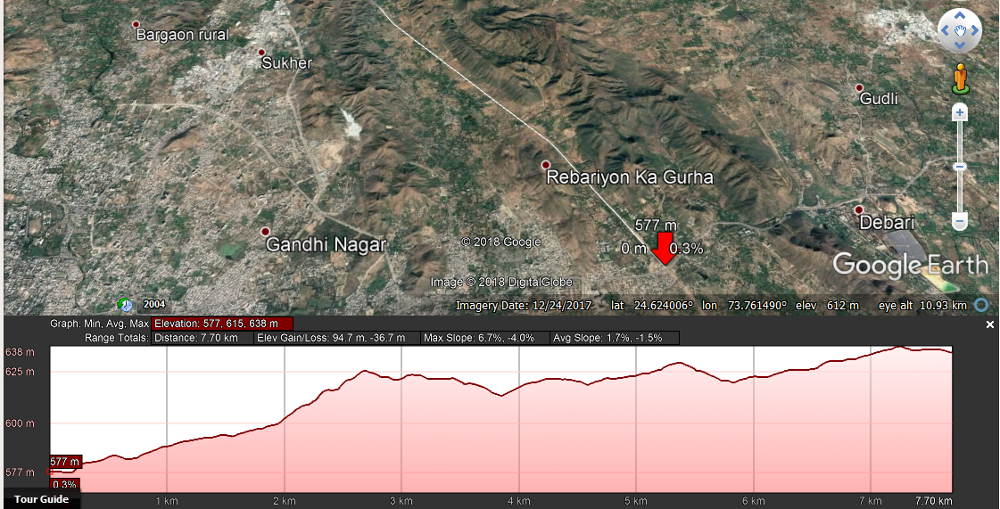 Bargaon rural
Sukher
Gudli
Rebariyon Ka Gurha
Debari
577 m
0 m 0.3%
Gandhi Nagar
© 2018 Google
Google Earth
Image © 2018 DigitalGlobe
2004
Imagery Date: 12/24/2017 lat 24.624006° lon 73.761490° elev 612 m eye alt 10.93 km
Graph: Min, Avg, Max Elevation: 577, 615, 638 m
Range Totals: Distance: 7.70 km Elev Gain/Loss: 94.7 m, -36.7 m Max Slope: 6.7%, -4.0% Avg Slope: 1.7%, -1.5%
638 m
625 m
600 m
577 m
577 m
0.3%
1 km 2 km 3 km 4 km 5 km 6 km 7 km 7.70 km
Tour Guide